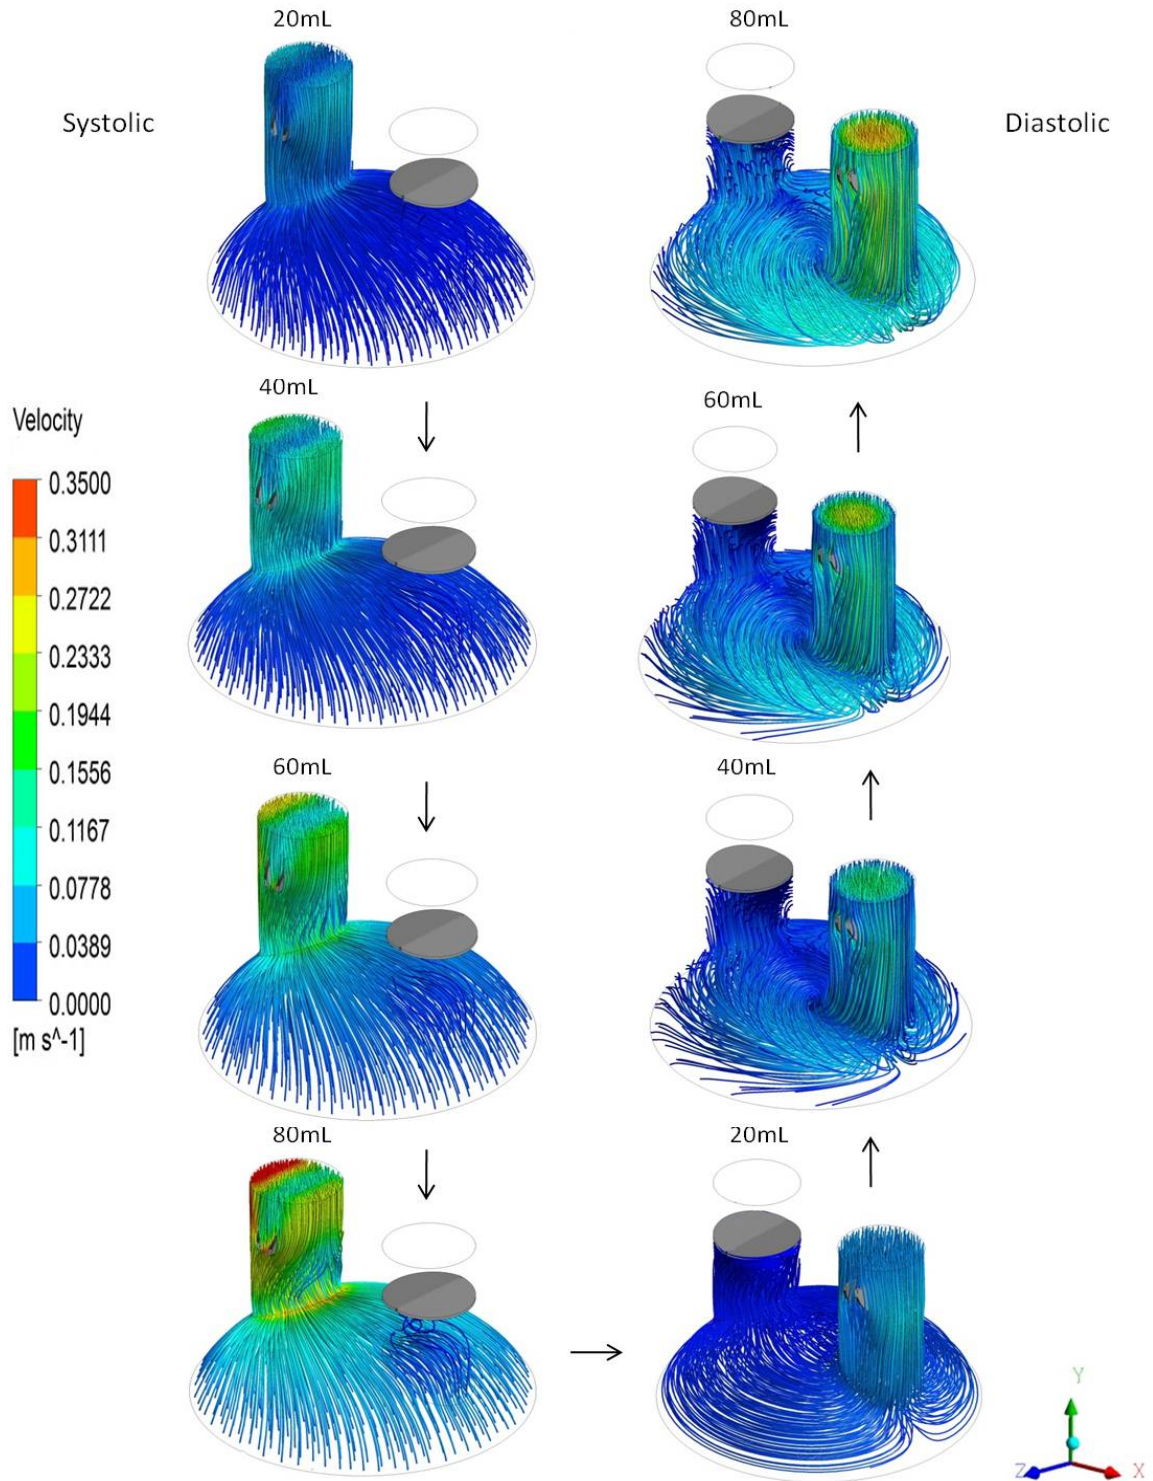 20mL
80mL
Systolic
Diastolic
40mL
60mL
Velocity
0.3500
0.3111
0.2722
0.2333
0.1944
0.1556
0.1167
0.0778
0.0389
0.0000
[m s^-1]
60mL
40mL
80mL
20mL
Y
Z
X